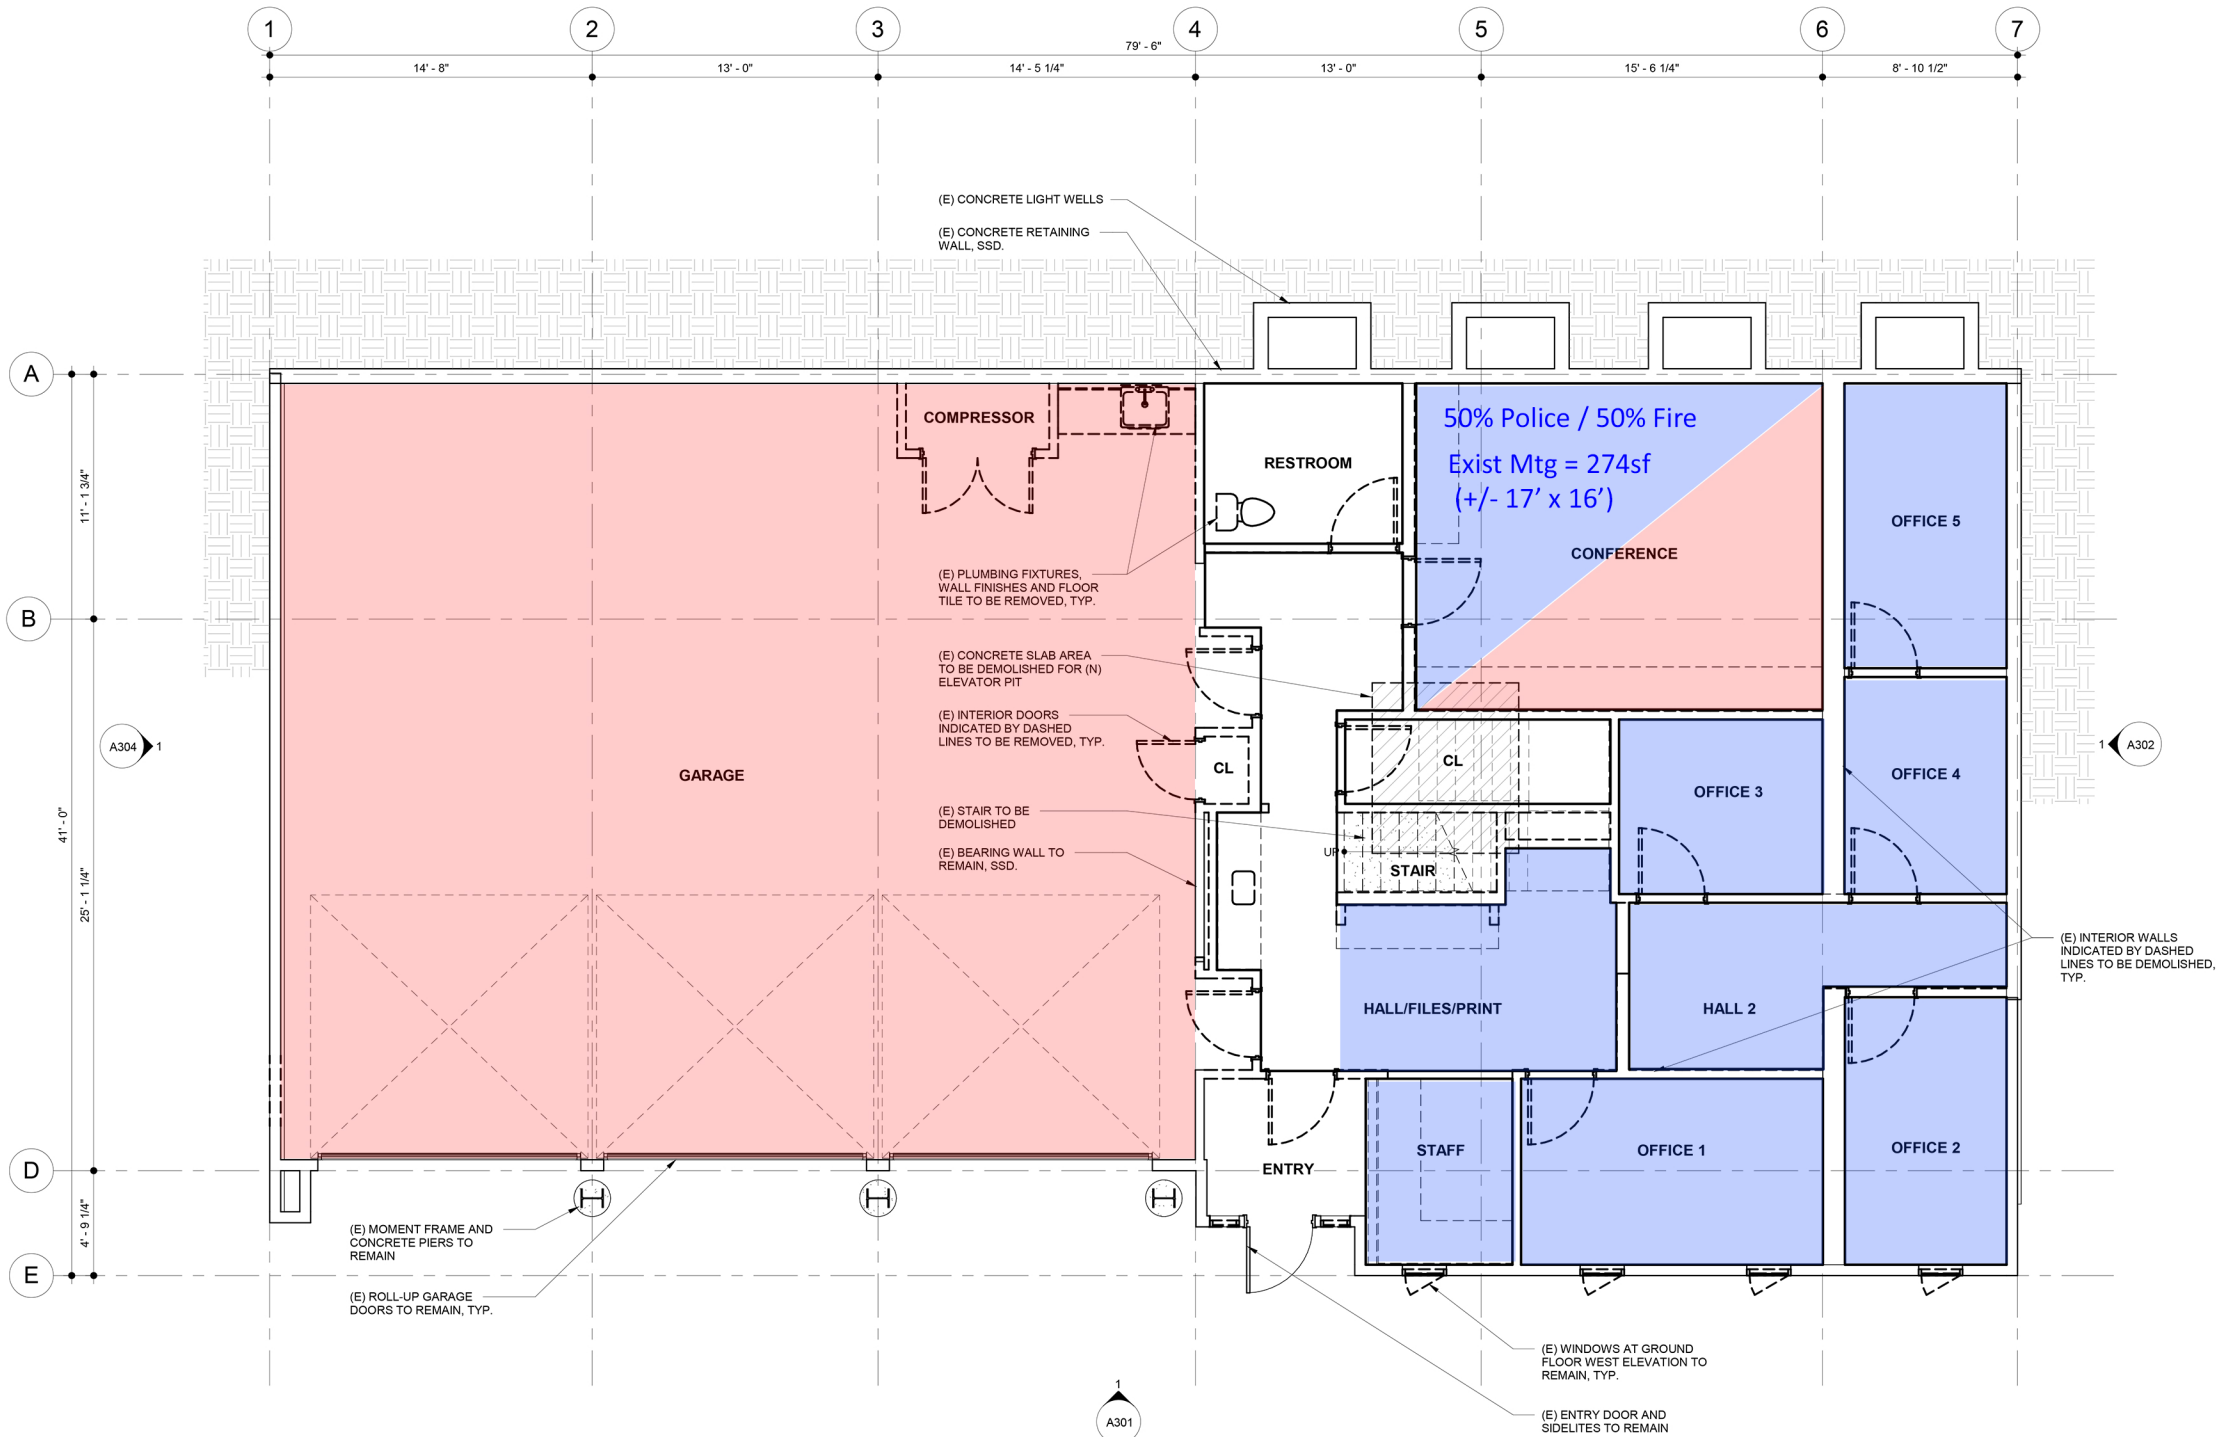 1
2
3
4
5
6
7
79' - 6"
14' - 8"
13' - 0"
14' - 5 1/4"
13' - 0"
15' - 6 1/4"
8' - 10 1/2"
(E) CONCRETE LIGHT WELLS
(E) CONCRETE RETAINING
WALL, SSD.
A
B
D
E
11' - 1 3/4"
41' - 0"
25' - 1 1/4"
4' - 9 1/4"
COMPRESSOR
RESTROOM
50% Police / 50% Fire
Exist Mtg = 274sf
(+/- 17’ x 16’)
CONFERENCE
OFFICE 5
(E) PLUMBING FIXTURES,
WALL FINISHES AND FLOOR
TILE TO BE REMOVED, TYP.
(E) CONCRETE SLAB AREA
TO BE DEMOLISHED FOR (N)
ELEVATOR PIT
(E) INTERIOR DOORS
INDICATED BY DASHED
LINES TO BE REMOVED, TYP.
A304
1
GARAGE
CL
CL
OFFICE 3
OFFICE 4
1
A302
(E) STAIR TO BE
DEMOLISHED
(E) BEARING WALL TO
REMAIN, SSD.
UP
STAIR
(E) INTERIOR WALLS
INDICATED BY DASHED
LINES TO BE DEMOLISHED,
TYP.
HALL/FILES/PRINT
HALL 2
ENTRY
STAFF
OFFICE 1
OFFICE 2
(E) MOMENT FRAME AND
CONCRETE PIERS TO
REMAIN
(E) ROLL-UP GARAGE
DOORS TO REMAIN, TYP.
(E) WINDOWS AT GROUND
FLOOR WEST ELEVATION TO
REMAIN, TYP.
1
A301
(E) ENTRY DOOR AND
SIDELITES TO REMAIN